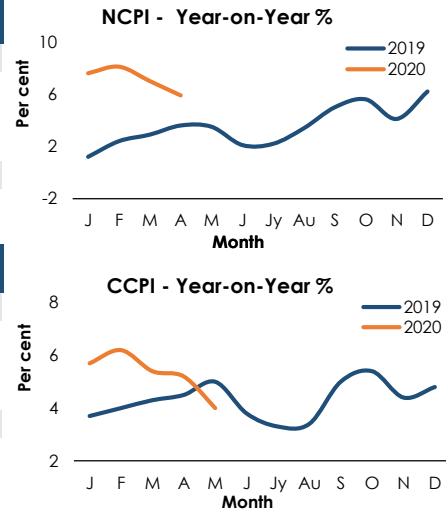 NCPI - Year-on-Year %
10
6
2
-2
Per cent
2019
2020
J F M A M J Jy Au S O N D
Month
CCPI - Year-on-Year %
8
6
4
2
Per cent
2019
2020
J F M A M J Jy Au S O N D
Month